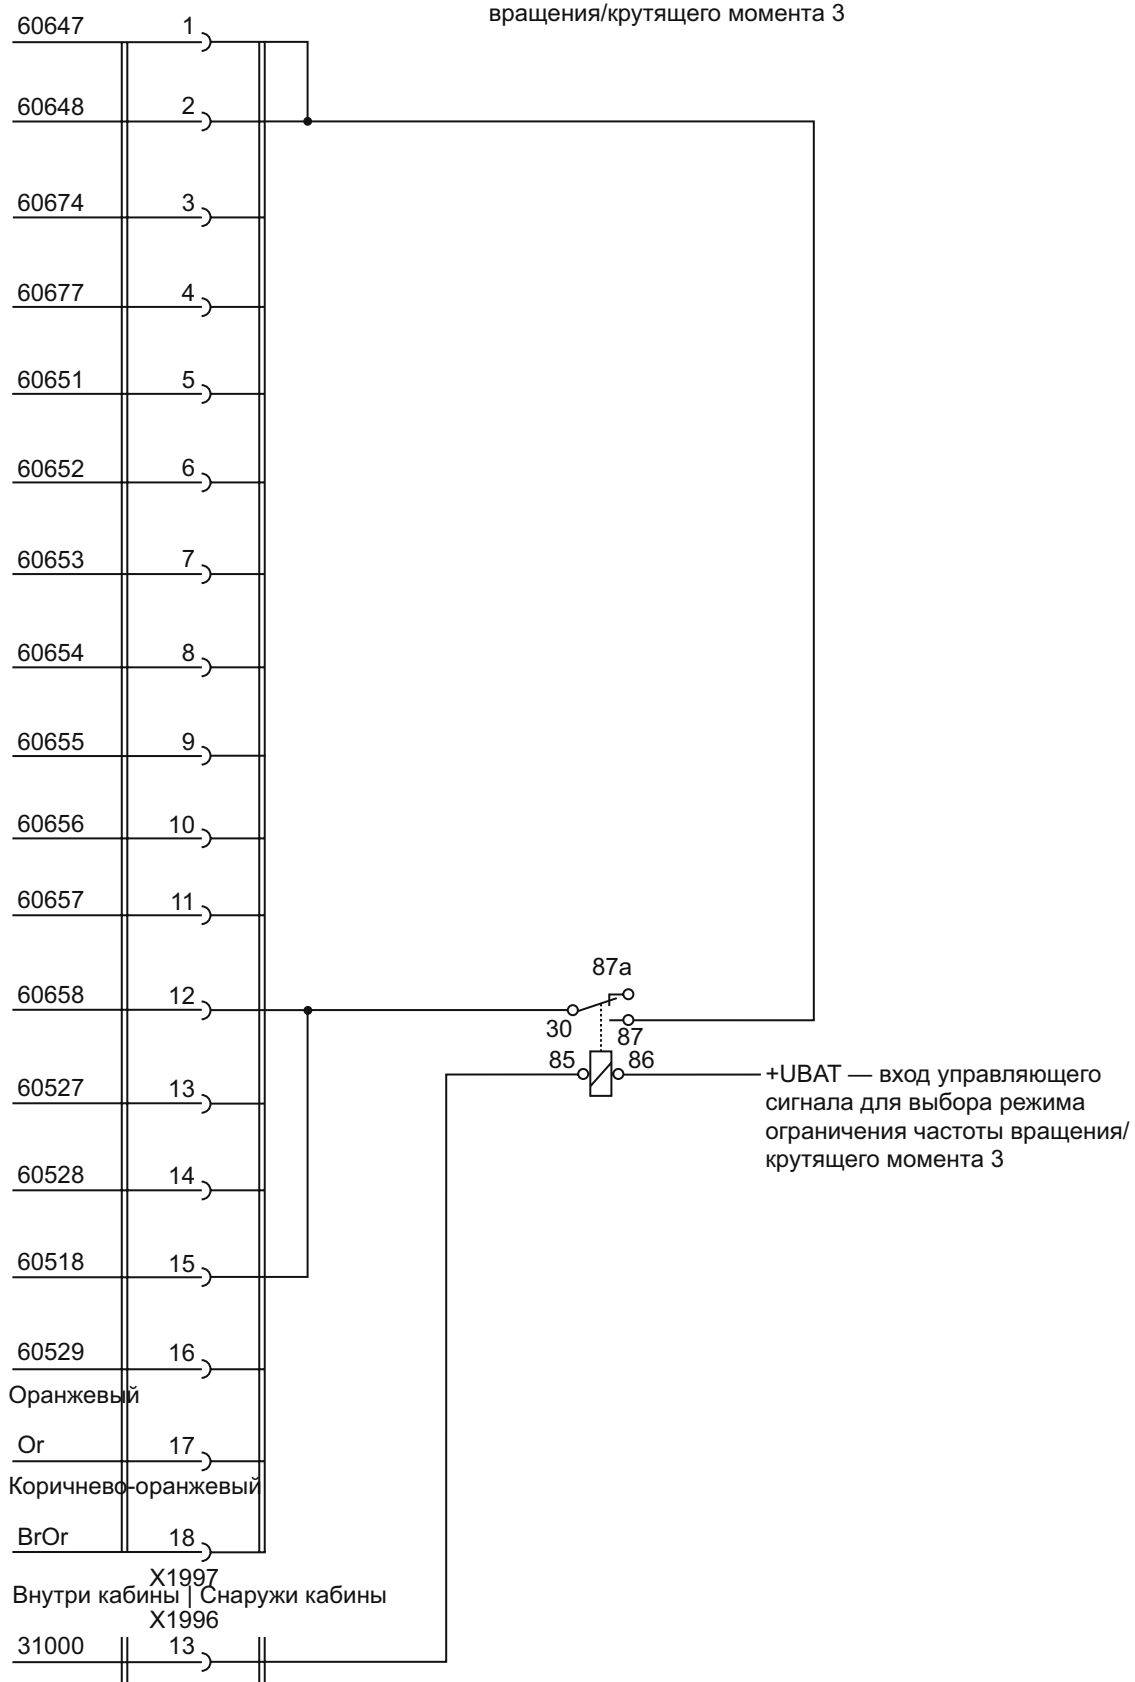 вращения/крутящего момента 3
60647 1
60648 2
60674 3
60677 4
60651 5
60652 6
60653 7
60654 8
60655 9
60656 10
60657 11
87a
60658 12
30 87
85 86
+UBAT — вход управляющего
сигнала для выбора режима
ограничения частоты вращения/
крутящего момента 3
60527 13
60528 14
60518 15
60529 16
Оранжевый
Or 17
Коричнево-оранжевый
BrOr 18
X1997
Внутри кабины | Снаружи кабины
X1996
31000 13